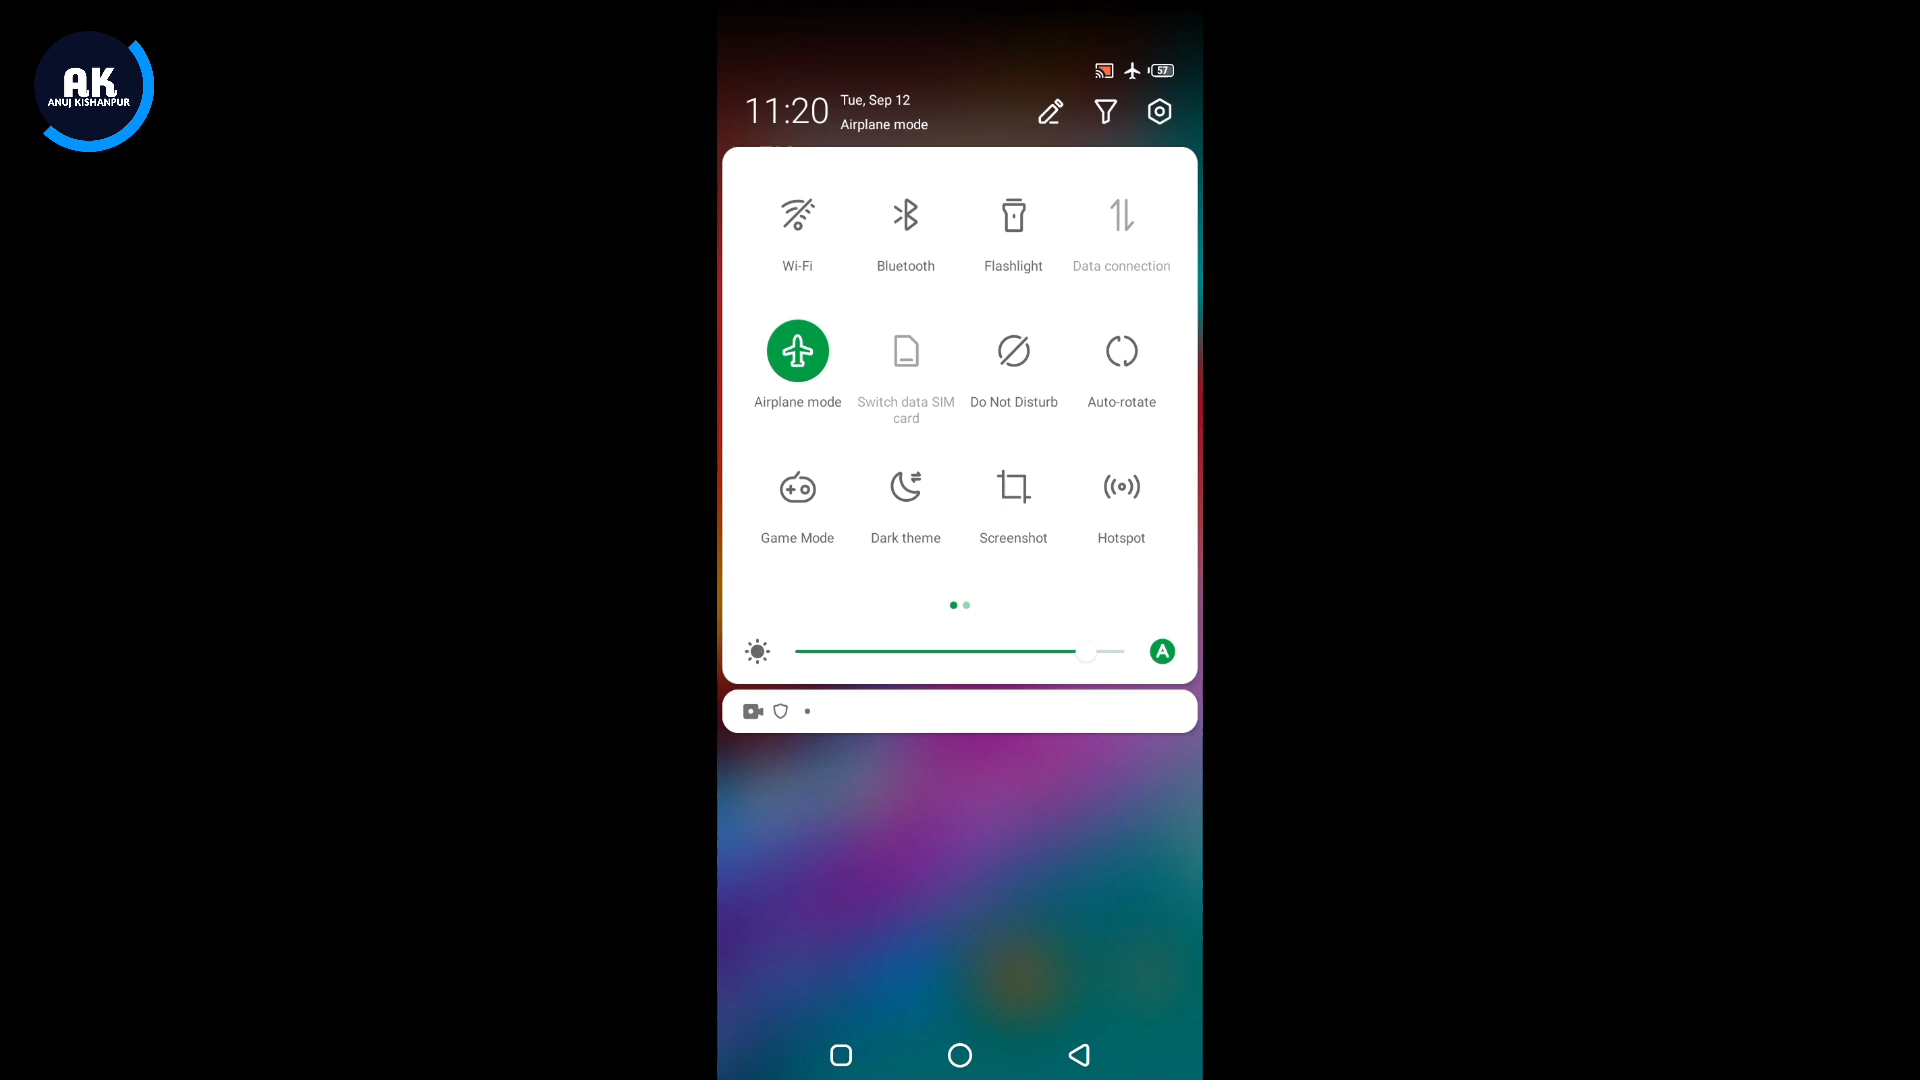 AK
ANUJ KISHANPUR
57
11:20
Tue, Sep 12
Airplane mode
Wi-Fi
Bluetooth
Flashlight
Data connection
Airplane mode
Switch data SIM
card
Do Not Disturb
Auto-rotate
Game Mode
Dark theme
Screenshot
Hotspot
A